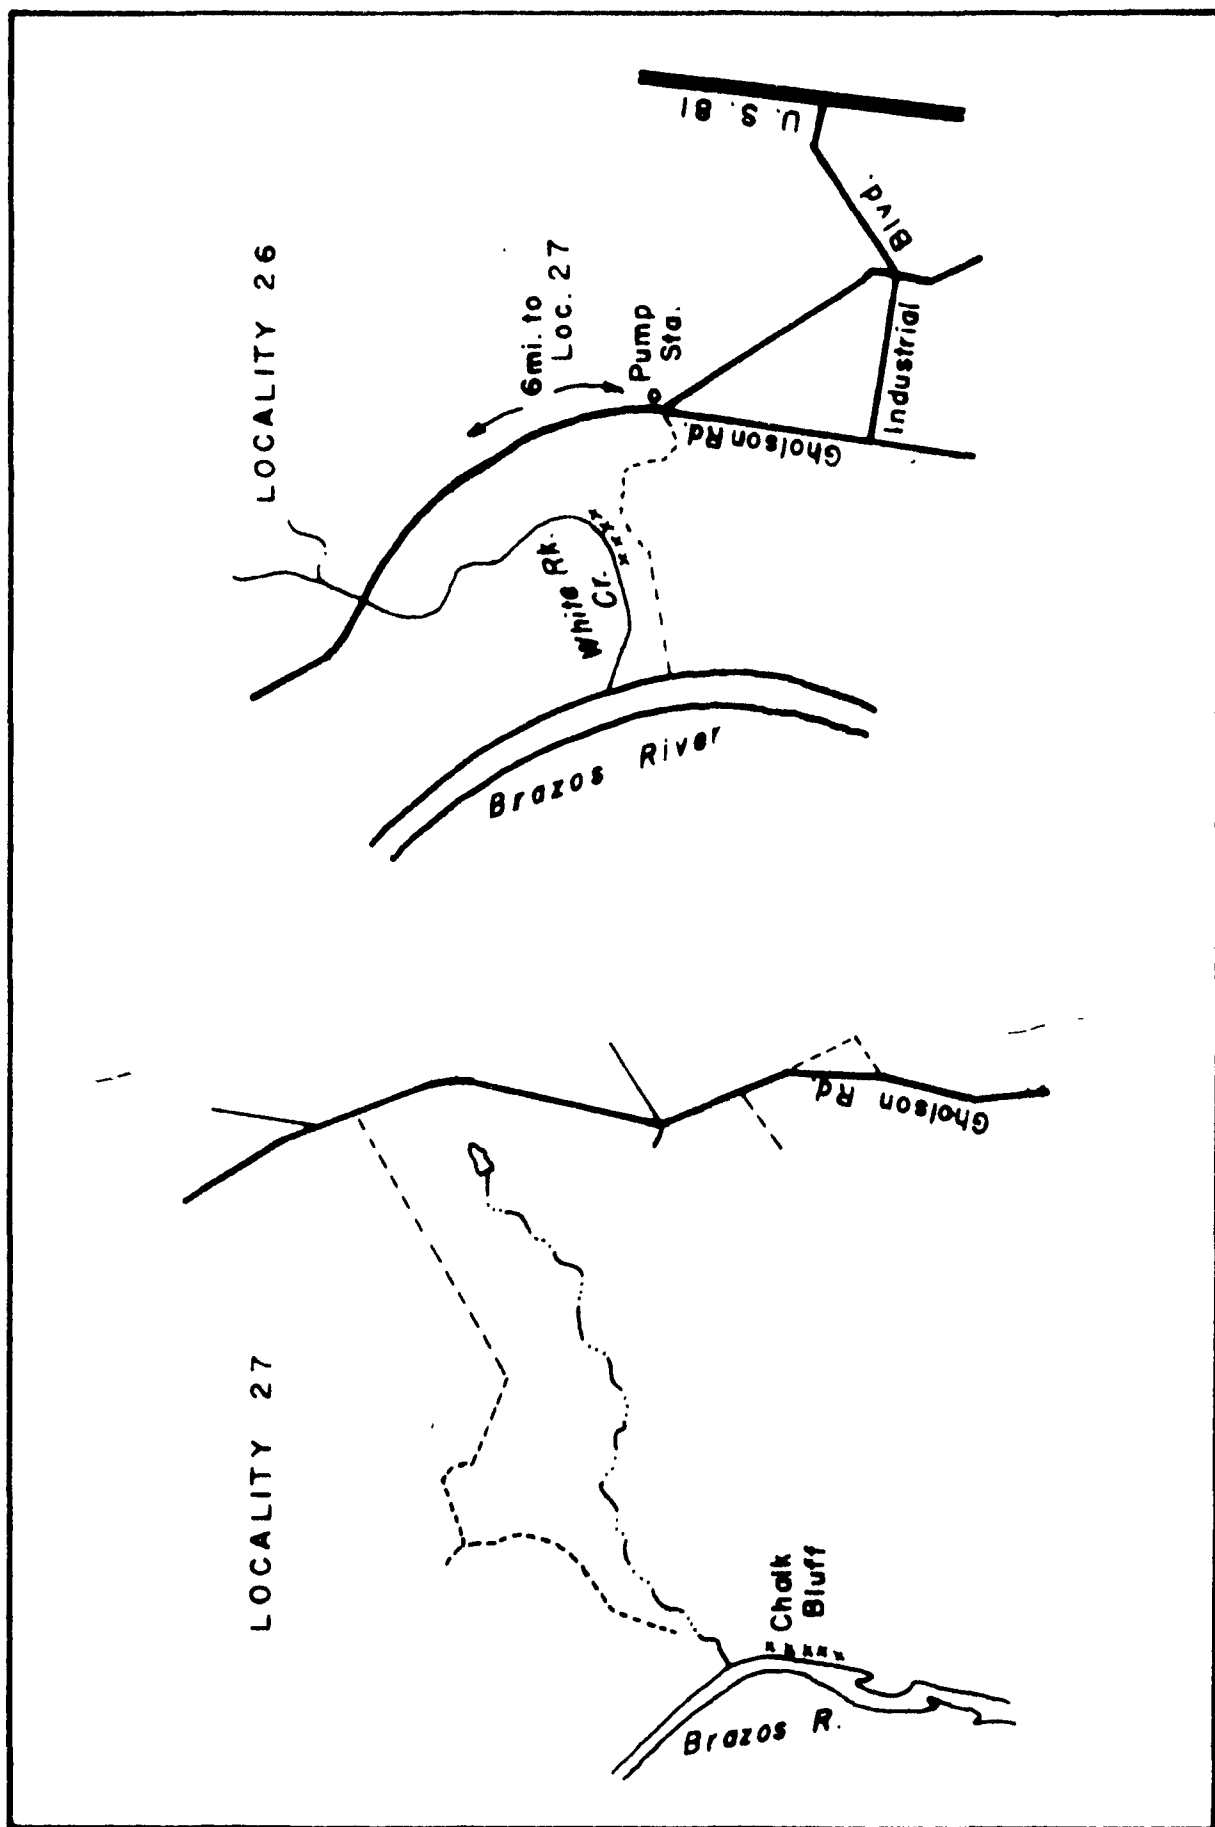 LOCALITY 27
Gholson Rd.
Chalk
Bluff
Brazos R.
LOCALITY 26
6mi. to
Loc. 27
Pump
Sta.
U. S. 81
Blvd.
Industrial
Gholson Rd.
White Rk.
Cr.
Brazos River